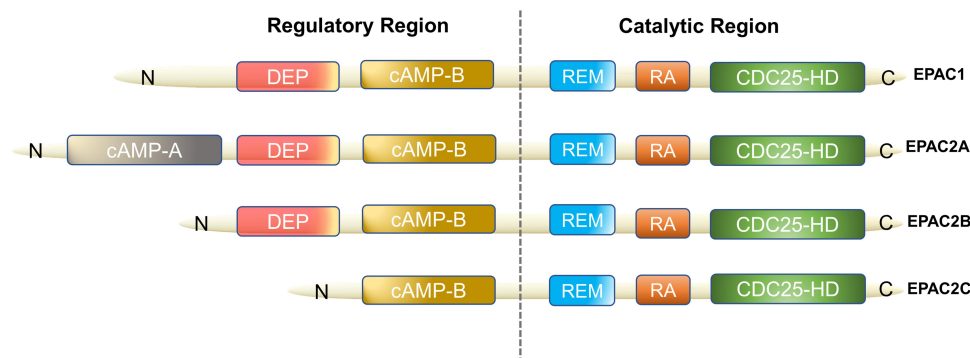 Regulatory Region Catalytic Region
N DEP cAMP-B REM RA CDC25-HD C EPAC1
N cAMP-A DEP cAMP-B REM RA CDC25-HD C EPAC2A
N DEP cAMP-B REM RA CDC25-HD C EPAC2B
N cAMP-B REM RA CDC25-HD C EPAC2C